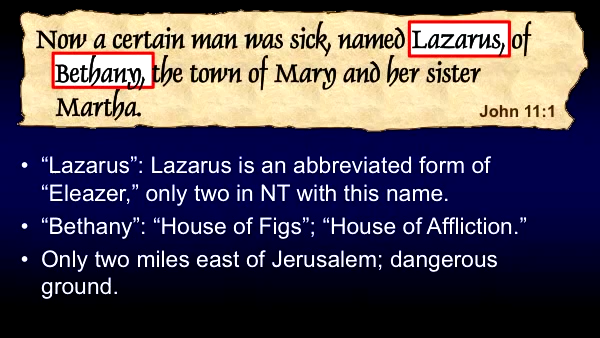 Now a certain man was sick, named Lazarus, of
Bethany, the town of Mary and her sister
Martha.
John 11:1
• “Lazarus”: Lazarus is an abbreviated form of
“Eleazer,” only two in NT with this name.
• “Bethany”: “House of Figs”; “House of Affliction.”
• Only two miles east of Jerusalem; dangerous
ground.